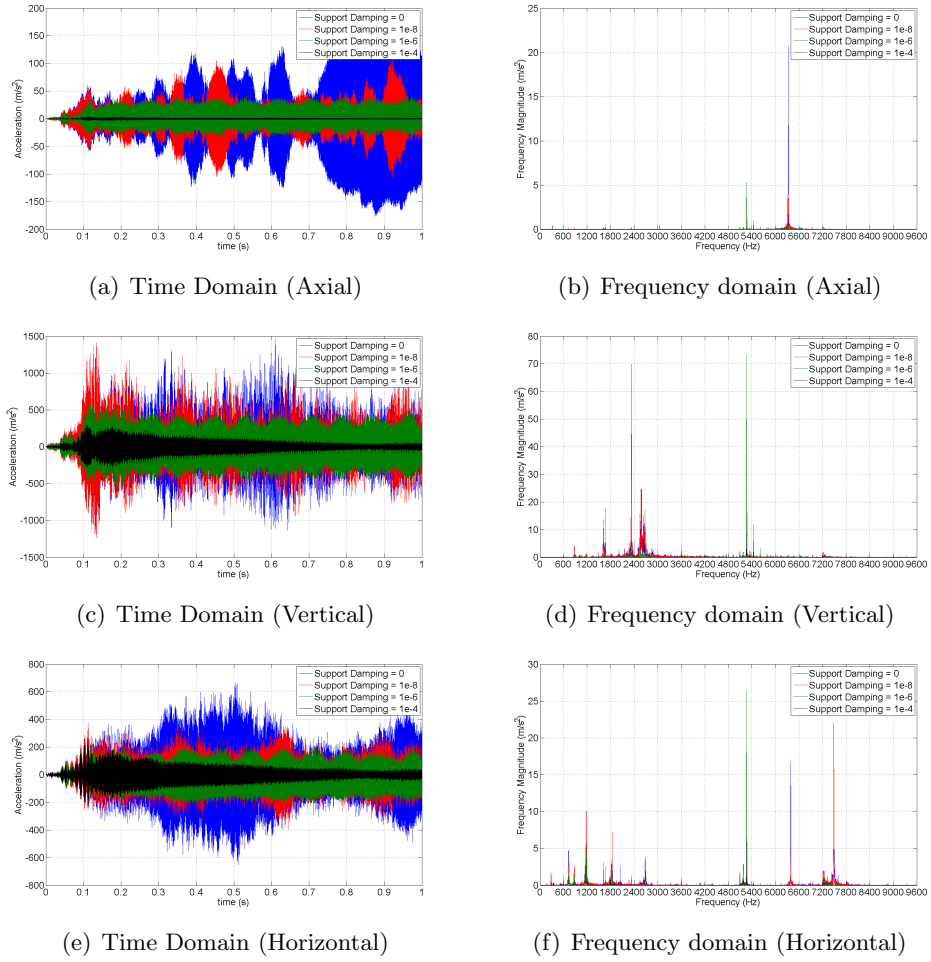 200
150
100
50
0
-50
-100
-150
-200
Acceleration (m/s²)
0 0.1 0.2 0.3 0.4 0.5 0.6 0.7 0.8 0.9 1
time (s)
Support Damping = 0
Support Damping = 1e-8
Support Damping = 1e-6
Support Damping = 1e-4
(a) Time Domain (Axial)
25
20
15
10
5
0
Frequency Magnitude (m/s²)
0 600 1200 1800 2400 3000 3600 4200 4800 5400 6000 6600 7200 7800 8400 9000 9600
Frequency (Hz)
Support Damping = 0
Support Damping = 1e-8
Support Damping = 1e-6
Support Damping = 1e-4
(b) Frequency domain (Axial)
1500
1000
500
0
-500
-1000
-1500
Acceleration (m/s²)
0 0.1 0.2 0.3 0.4 0.5 0.6 0.7 0.8 0.9 1
time (s)
Support Damping = 0
Support Damping = 1e-8
Support Damping = 1e-6
Support Damping = 1e-4
(c) Time Domain (Vertical)
80
70
60
50
40
30
20
10
0
Frequency Magnitude (m/s²)
0 600 1200 1800 2400 3000 3600 4200 4800 5400 6000 6600 7200 7800 8400 9000 9600
Frequency (Hz)
Support Damping = 0
Support Damping = 1e-8
Support Damping = 1e-6
Support Damping = 1e-4
(d) Frequency domain (Vertical)
800
600
400
200
0
-200
-400
-600
-800
Acceleration (m/s²)
0 0.1 0.2 0.3 0.4 0.5 0.6 0.7 0.8 0.9 1
time (s)
Support Damping = 0
Support Damping = 1e-8
Support Damping = 1e-6
Support Damping = 1e-4
(e) Time Domain (Horizontal)
30
25
20
15
10
5
0
Frequency Magnitude (m/s²)
0 600 1200 1800 2400 3000 3600 4200 4800 5400 6000 6600 7200 7800 8400 9000 9600
Frequency (Hz)
Support Damping = 0
Support Damping = 1e-8
Support Damping = 1e-6
Support Damping = 1e-4
(f) Frequency domain (Horizontal)